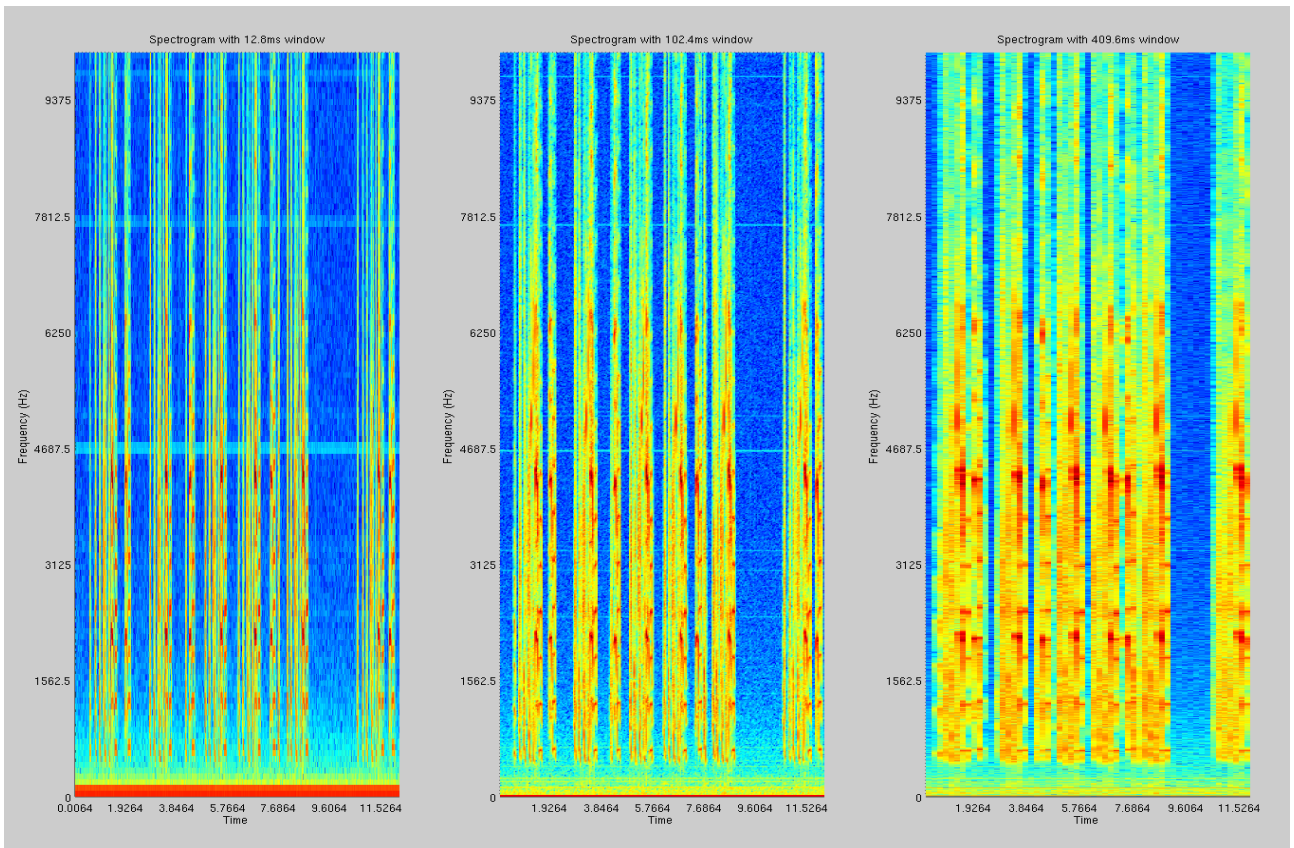 Spectrogram with 12.8ms window
9375
7812.5
6250
4687.5
3125
1562.5
0
Frequency (Hz)
0.0064 1.9264 3.8464 5.7664 7.6864 9.6064 11.5264
Time
Spectrogram with 102.4ms window
9375
7812.5
6250
4687.5
3125
1562.5
0
Frequency (Hz)
1.9264 3.8464 5.7664 7.6864 9.6064 11.5264
Time
Spectrogram with 409.6ms window
9375
7812.5
6250
4687.5
3125
1562.5
0
Frequency (Hz)
1.9264 3.8464 5.7664 7.6864 9.6064 11.5264
Time